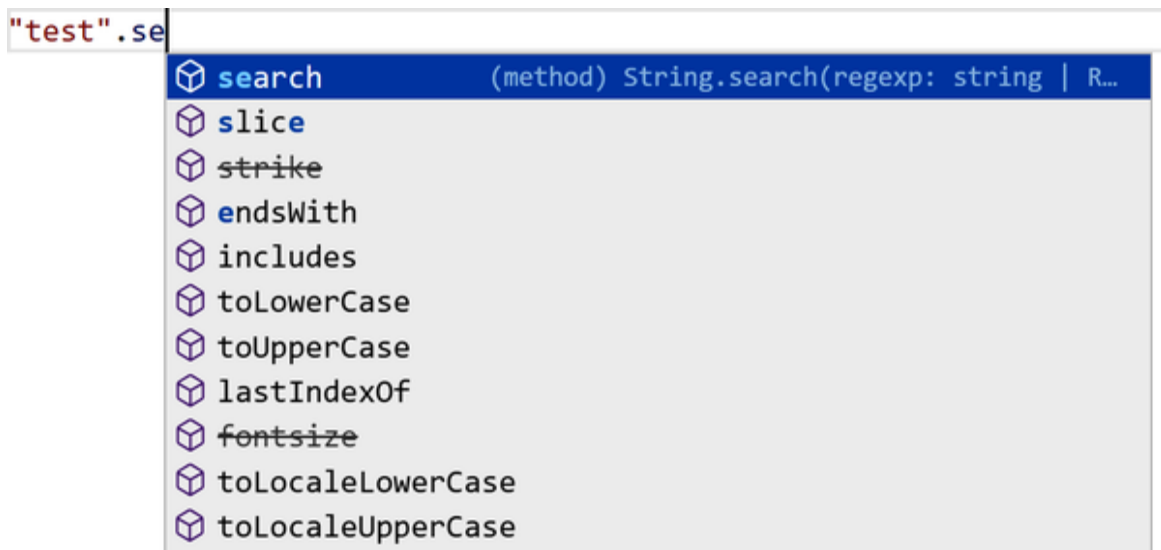 "test".se
search (method) String.search(regexp: string | R…
slice
strike
endsWith
includes
toLowerCase
toUpperCase
lastIndexOf
fontsize
toLocaleLowerCase
toLocaleUpperCase